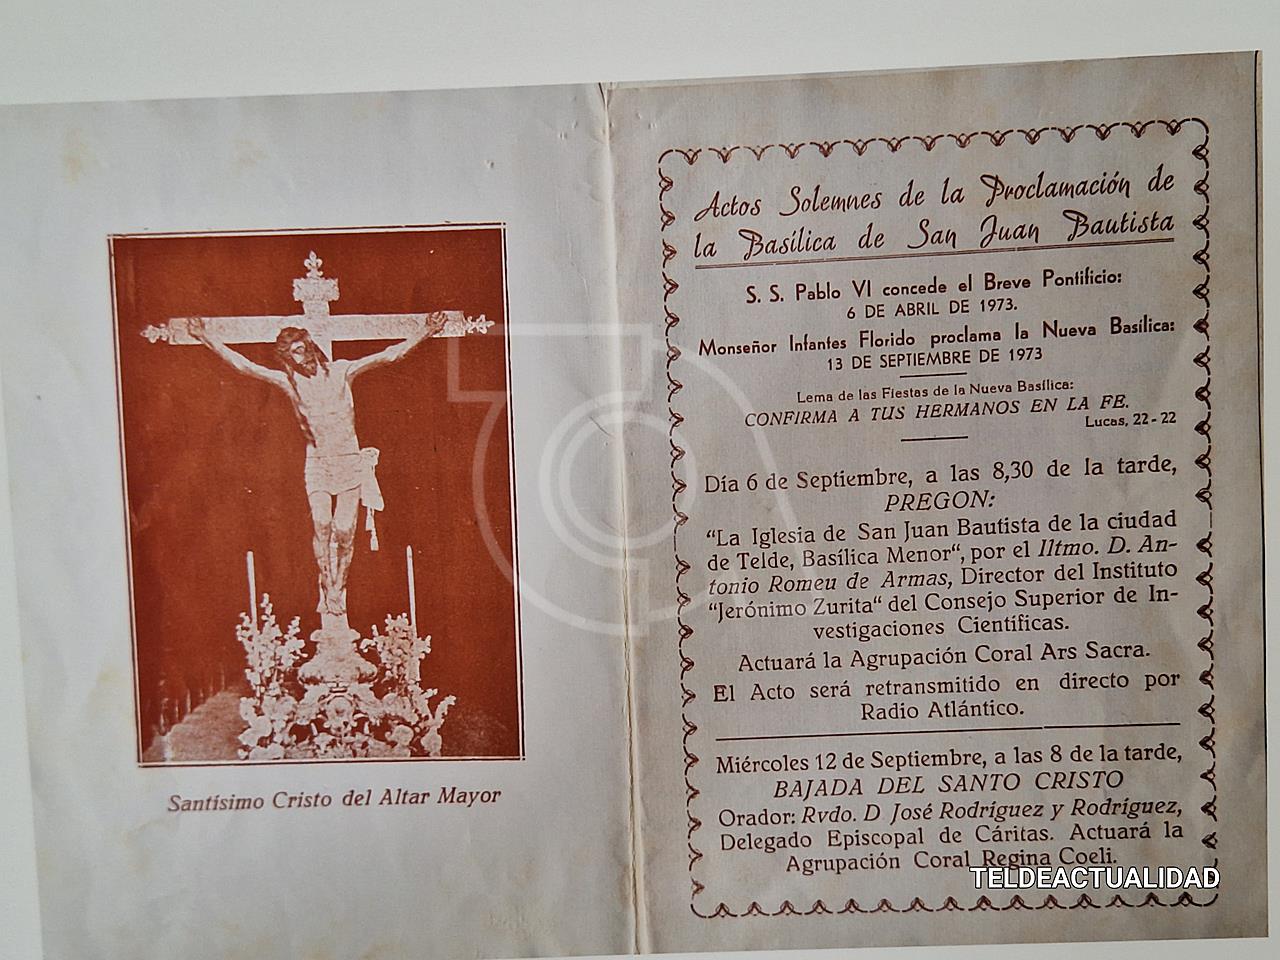 Santísimo Cristo del Altar Mayor
Actos Solemnes de la Proclamación de
la Basílica de San Juan Bautista
S. S. Pablo VI concede el Breve Pontificio:
6 DE ABRIL DE 1973.
Monseñor Infantes Florido proclama la Nueva Basílica:
13 DE SEPTIEMBRE DE 1973
Lema de las Fiestas de la Nueva Basílica:
CONFIRMA A TUS HERMANOS EN LA FE.
Lucas, 22-22
Día 6 de Septiembre, a las 8,30 de la tarde,
PREGON:
“La Iglesia de San Juan Bautista de la ciudad
de Telde, Basílica Menor“, por el Iltmo. D. An-
tonio Romeu de Armas, Director del Instituto
“Jerónimo Zurita“ del Consejo Superior de In-
vestigaciones Científicas.
Actuará la Agrupación Coral Ars Sacra.
El Acto será retransmitido en directo por
Radio Atlántico.
Miércoles 12 de Septiembre, a las 8 de la tarde,
BAJADA DEL SANTO CRISTO
Orador: Rvdo. D José Rodríguez y Rodríguez,
Delegado Episcopal de Cáritas. Actuará la
Agrupación Coral Regina Coeli.
TELDEACTUALIDAD